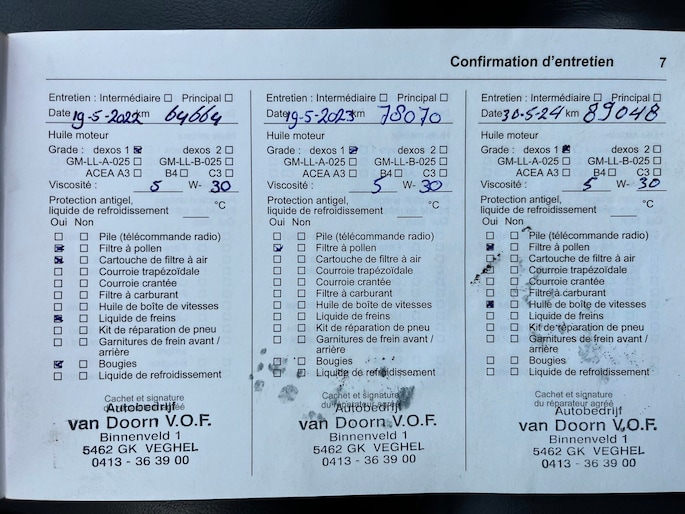 Confirmation d'entretien 7
Entretien : Intermédiaire ☐ Principal ☐
Date 19-5-2022 km 64664
Huile moteur
Grade : dexos 1 ☒ dexos 2 ☐
GM-LL-A-025 ☐ GM-LL-B-025 ☐
ACEA A3 ☐ B4 ☐ C3 ☐
Viscosité : 5 W- 30
Protection antigel,
liquide de refroidissement ____ °C
Oui Non
☐ ☐ Pile (télécommande radio)
☒ ☐ Filtre à pollen
☒ ☐ Cartouche de filtre à air
☐ ☐ Courroie trapézoïdale
☐ ☐ Courroie crantée
☐ ☐ Filtre à carburant
☐ ☐ Huile de boîte de vitesses
☒ ☐ Liquide de freins
☐ ☐ Kit de réparation de pneu
☐ ☐ Garnitures de frein avant /
arrière
☒ ☐ Bougies
☐ ☐ Liquide de refroidissement
Cachet et signature
du réparateur agréé
Autobedrijf
van Doorn V.O.F.
Binnenveld 1
5462 GK VEGHEL
0413 - 36 39 00
Entretien : Intermédiaire ☐ Principal ☐
Date 19-5-2023 km 78070
Huile moteur
Grade : dexos 1 ☒ dexos 2 ☐
GM-LL-A-025 ☐ GM-LL-B-025 ☐
ACEA A3 ☐ B4 ☐ C3 ☐
Viscosité : 5 W- 30
Protection antigel,
liquide de refroidissement ____ °C
Oui Non
☐ ☐ Pile (télécommande radio)
☒ ☐ Filtre à pollen
☐ ☐ Cartouche de filtre à air
☐ ☐ Courroie trapézoïdale
☐ ☐ Courroie crantée
☐ ☐ Filtre à carburant
☐ ☐ Huile de boîte de vitesses
☐ ☐ Liquide de freins
☐ ☐ Kit de réparation de pneu
☐ ☐ Garnitures de frein avant /
arrière
☐ ☐ Bougies
☐ ☐ Liquide de refroidissement
Cachet et signature
du réparateur agréé
Autobedrijf
van Doorn V.O.F.
Binnenveld 1
5462 GK VEGHEL
0413 - 36 39 00
Entretien : Intermédiaire ☐ Principal ☐
Date 30-5-24 km 89048
Huile moteur
Grade : dexos 1 ☒ dexos 2 ☐
GM-LL-A-025 ☐ GM-LL-B-025 ☐
ACEA A3 ☐ B4 ☐ C3 ☐
Viscosité : 5 W- 30
Protection antigel,
liquide de refroidissement ____ °C
Oui Non
☐ ☐ Pile (télécommande radio)
☒ ☐ Filtre à pollen
☐ ☐ Cartouche de filtre à air
☐ ☐ Courroie trapézoïdale
☐ ☐ Courroie crantée
☐ ☐ Filtre à carburant
☒ ☐ Huile de boîte de vitesses
☐ ☐ Liquide de freins
☐ ☐ Kit de réparation de pneu
☐ ☐ Garnitures de frein avant /
arrière
☐ ☐ Bougies
☐ ☐ Liquide de refroidissement
Cachet et signature
du réparateur agréé
Autobedrijf
van Doorn V.O.F.
Binnenveld 1
5462 GK VEGHEL
0413 - 36 39 00